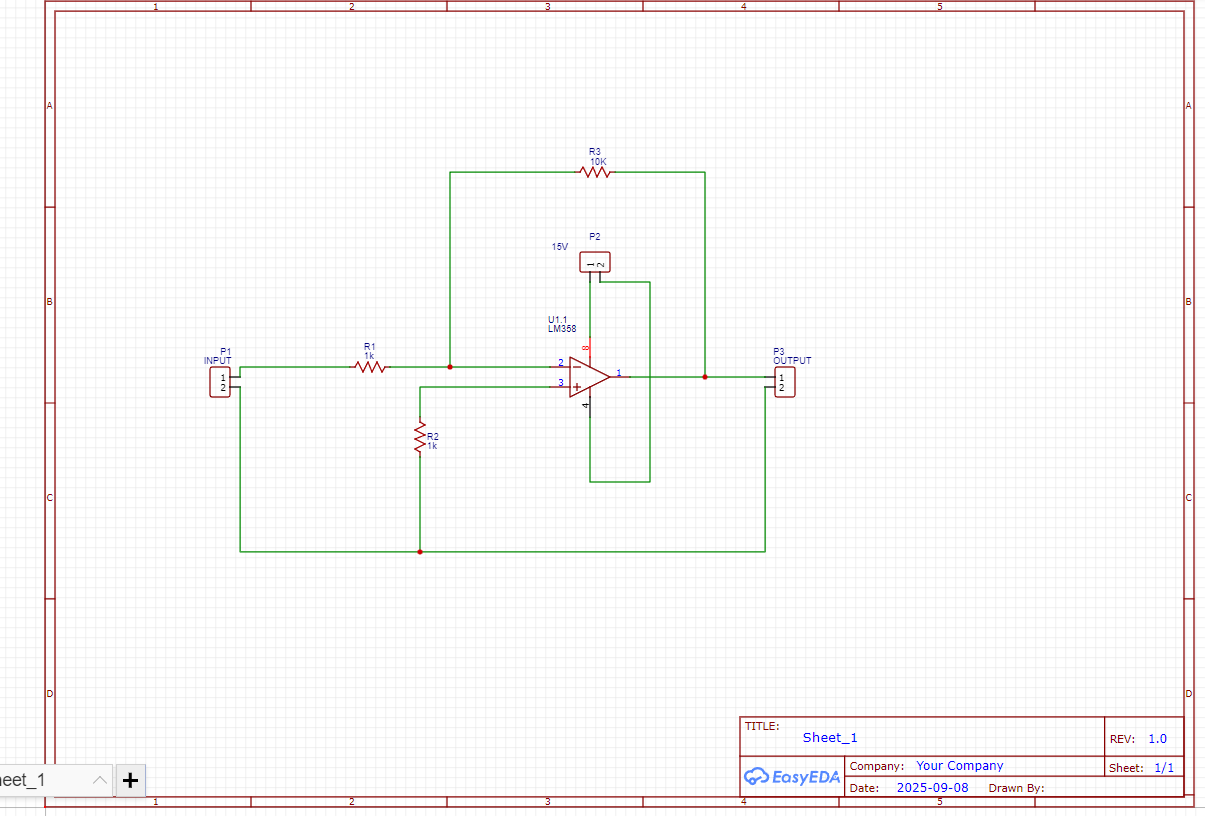 1 2 3 4 5
A A
R3
10K
P2
15V
1 2
B B
U1.1
LM358
8
P1
INPUT
1
2
R1
1k
2
3
1
4
P3
OUTPUT
1
2
R2
1k
C C
D D
TITLE:
Sheet_1
REV: 1.0
EasyEDA
Company: Your Company
Sheet: 1/1
Date: 2025-09-08 Drawn By:
eet_1
1 2 3 4 5